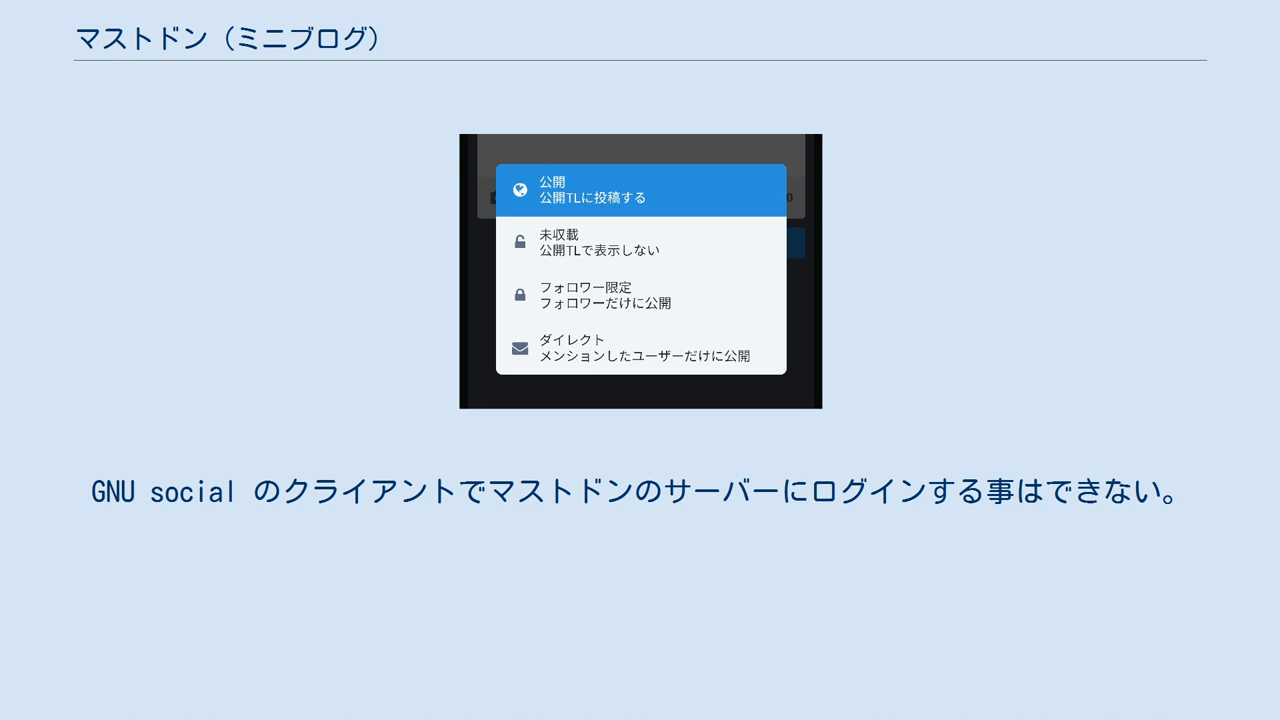 マストドン（ミニブログ）
公開
公開TLに投稿する
未収載
公開TLで表示しない
フォロワー限定
フォロワーだけに公開
ダイレクト
メンションしたユーザーだけに公開
GNU social のクライアントでマストドンのサーバーにログインする事はできない。